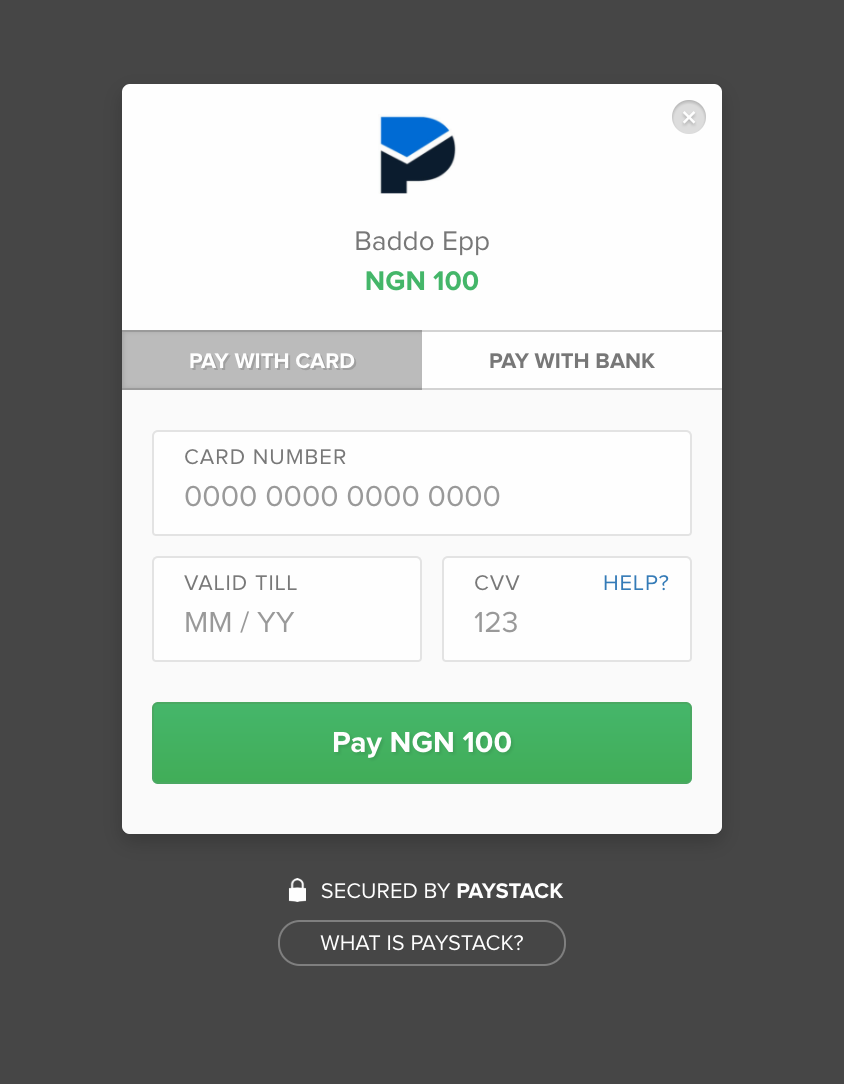 Baddo Epp
NGN 100
PAY WITH CARD
PAY WITH BANK
CARD NUMBER
0000 0000 0000 0000
VALID TILL
MM / YY
CVV
HELP?
123
Pay NGN 100
SECURED BY PAYSTACK
WHAT IS PAYSTACK?